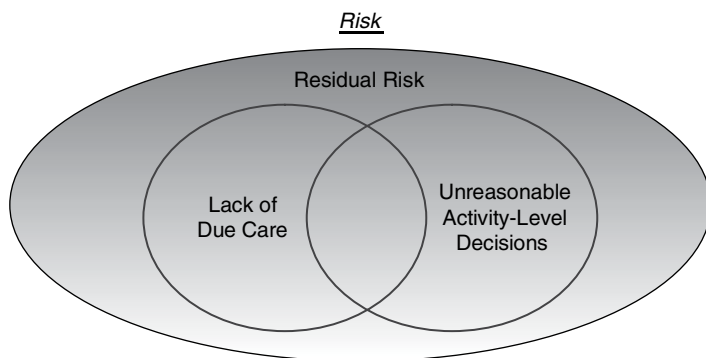 Risk
Residual Risk
Lack of
Due Care
Unreasonable
Activity-Level
Decisions